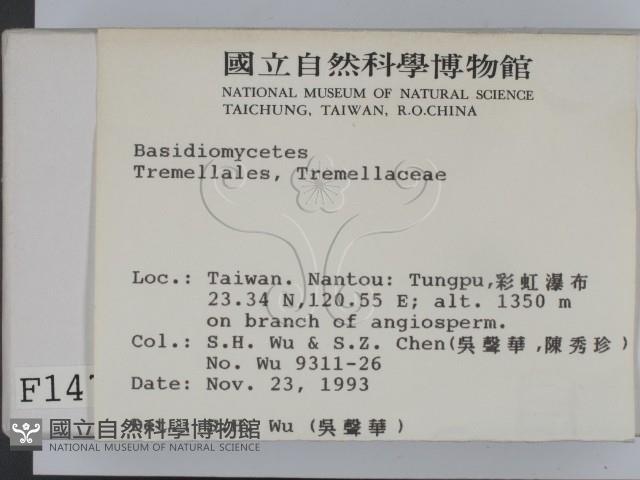 國立自然科學博物館
NATIONAL MUSEUM OF NATURAL SCIENCE
TAICHUNG, TAIWAN, R.O.CHINA
Basidiomycetes
Tremellales, Tremellaceae
Loc.: Taiwan. Nantou: Tungpu,彩虹瀑布
23.34 N,120.55 E; alt. 1350 m
on branch of angiosperm.
Col.: S.H. Wu & S.Z. Chen(吳聲華,陳秀珍)
No. Wu 9311-26
Date: Nov. 23, 1993
Wu (吳聲華)
F147
國立自然科學博物館
NATIONAL MUSEUM OF NATURAL SCIENCE